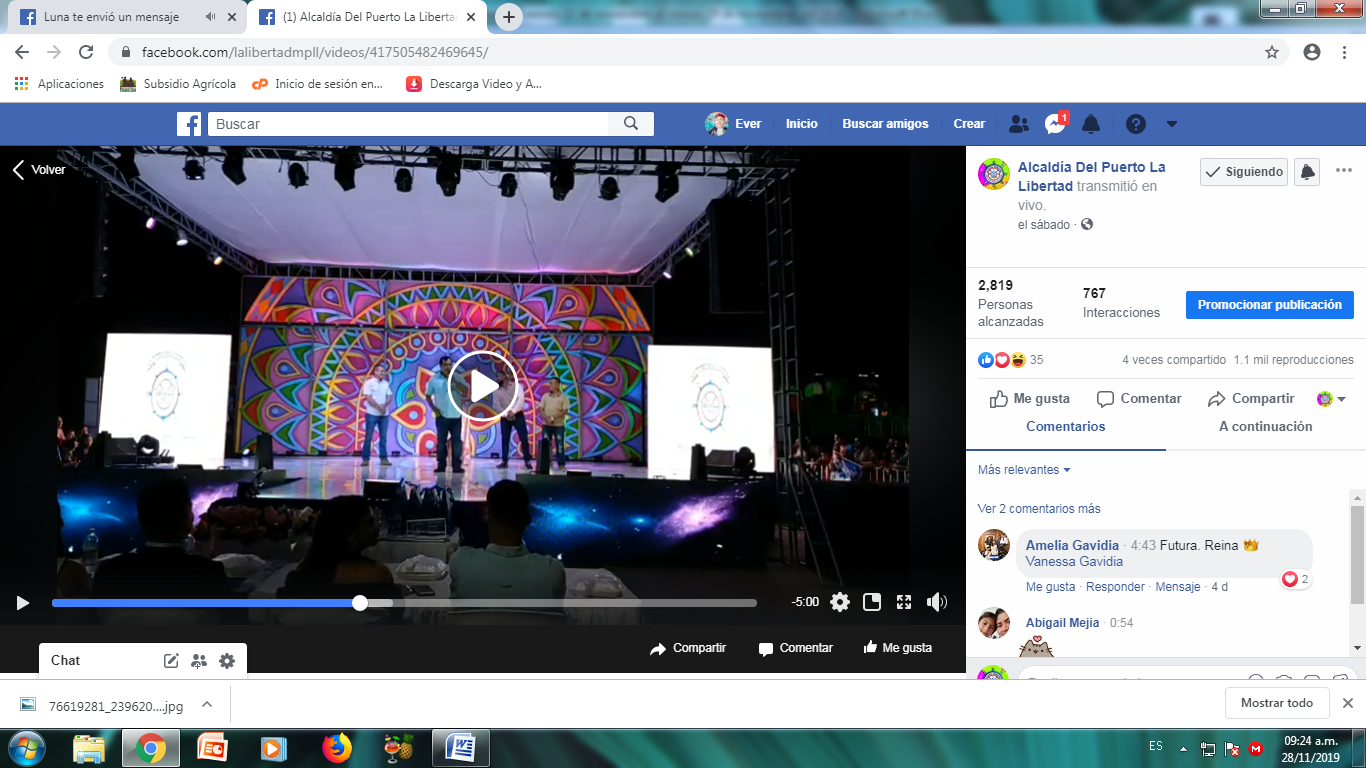 Luna te envió un mensaje
(1) Alcaldía Del Puerto La Liberta
facebook.com/lalibertadmpll/videos/417505482469645/
Aplicaciones
Subsidio Agrícola
Inicio de sesión en...
Descarga Video y A...
Buscar
Ever
Inicio
Buscar amigos
Crear
1
Volver
Alcaldía Del Puerto La
Libertad transmitió en
vivo.
el sábado ·
Siguiendo
2,819
Personas
alcanzadas
767
Interacciones
Promocionar publicación
35
4 veces compartido 1.1 mil reproducciones
Me gusta
Comentar
Compartir
Comentarios
A continuación
Más relevantes
Ver 2 comentarios más
Amelia Gavidia · 4:43 Futura. Reina 👑
Vanessa Gavidia
2
Me gusta · Responder · Mensaje · 4 d
Abigail Mejia · 0:54
-5:00
Compartir
Comentar
Me gusta
Chat
76619281_239620....jpg
Mostrar todo
ES
09:24 a.m.
28/11/2019